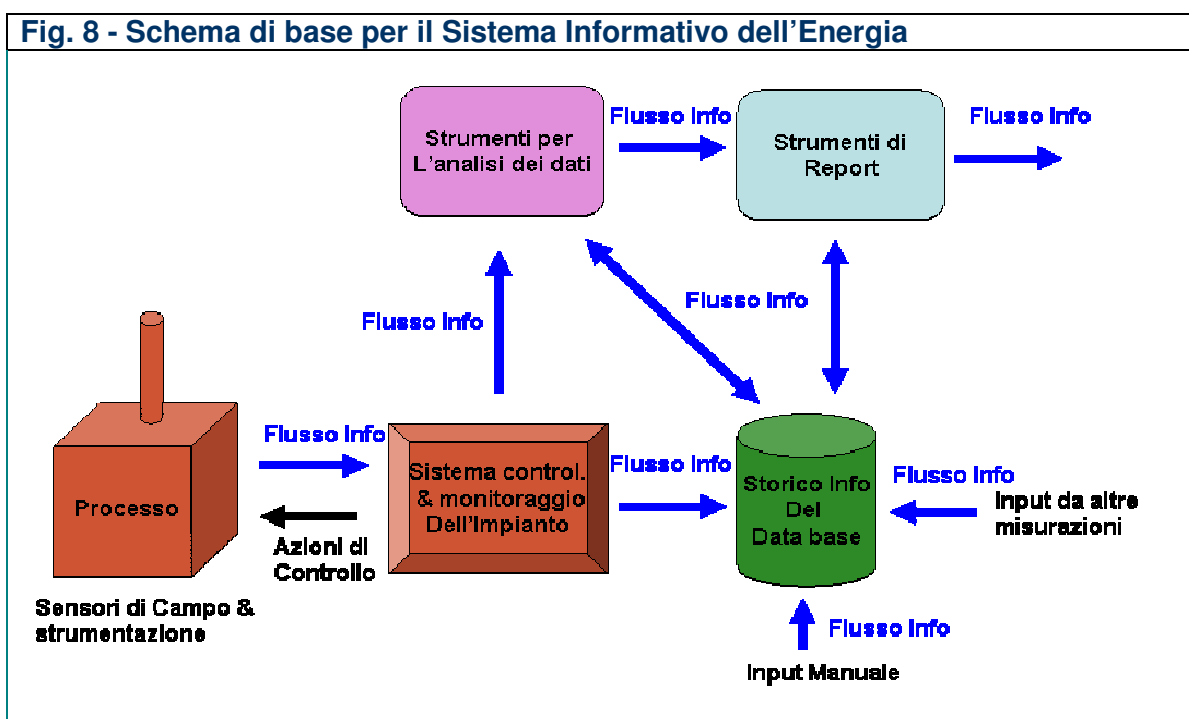 Fig. 8 - Schema di base per il Sistema Informativo dell'Energia
Strumenti per
L'analisi dei dati
Flusso Info
Strumenti di
Report
Flusso Info
Flusso Info
Flusso Info
Processo
Flusso Info
Azioni di
Controllo
Sistema control.
& monitoraggio
Dell'Impianto
Flusso Info
Storico Info
Del
Data base
Flusso Info
Input da altre
misurazioni
Sensori di Campo &
strumentazione
Flusso Info
Input Manuale